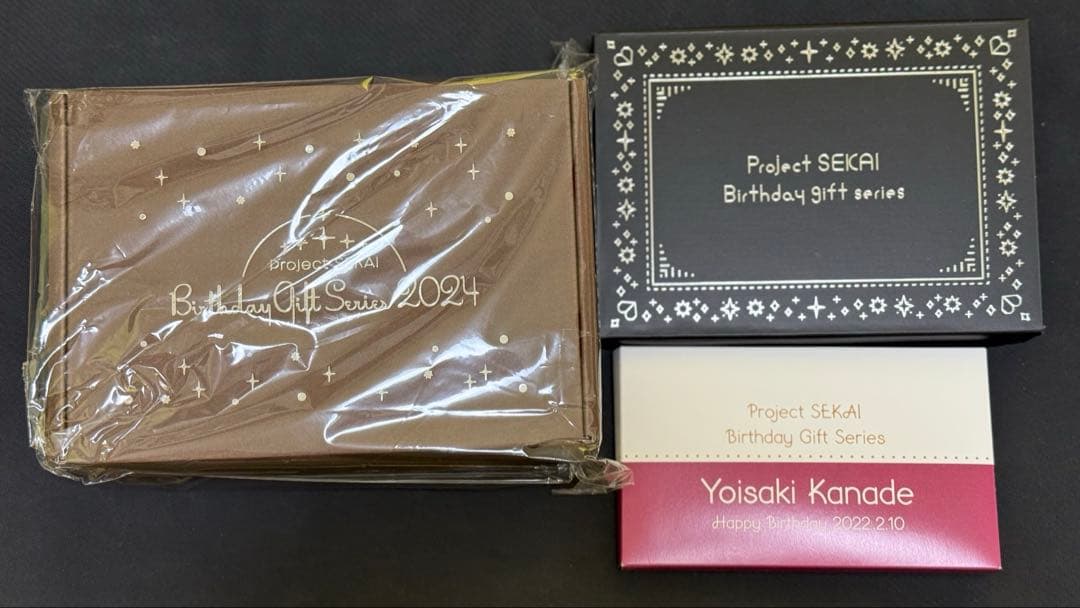 Project SEKAI
Birthday Gift Series 2024
Project SEKAI
Birthday gift series
Project SEKAI
Birthday Gift Series
Yoisaki Kanade
Happy Birthday 2022.2.10